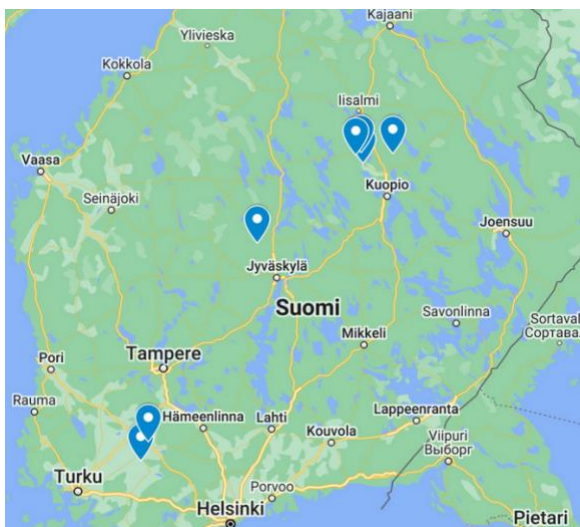 Kajaani
Ylivieska
Kokkola
Iisalmi
Vaasa
Kuopio
Seinäjoki
Joensuu
Jyväskylä
Suomi
Savonlinna
Sortaval
Сортавал
Mikkeli
Pori
Tampere
Rauma
Hämeenlinna
Lahti
Lappeenranta
Kouvola
Viipuri
Выборг
Turku
Porvoo
Helsinki
Pietari